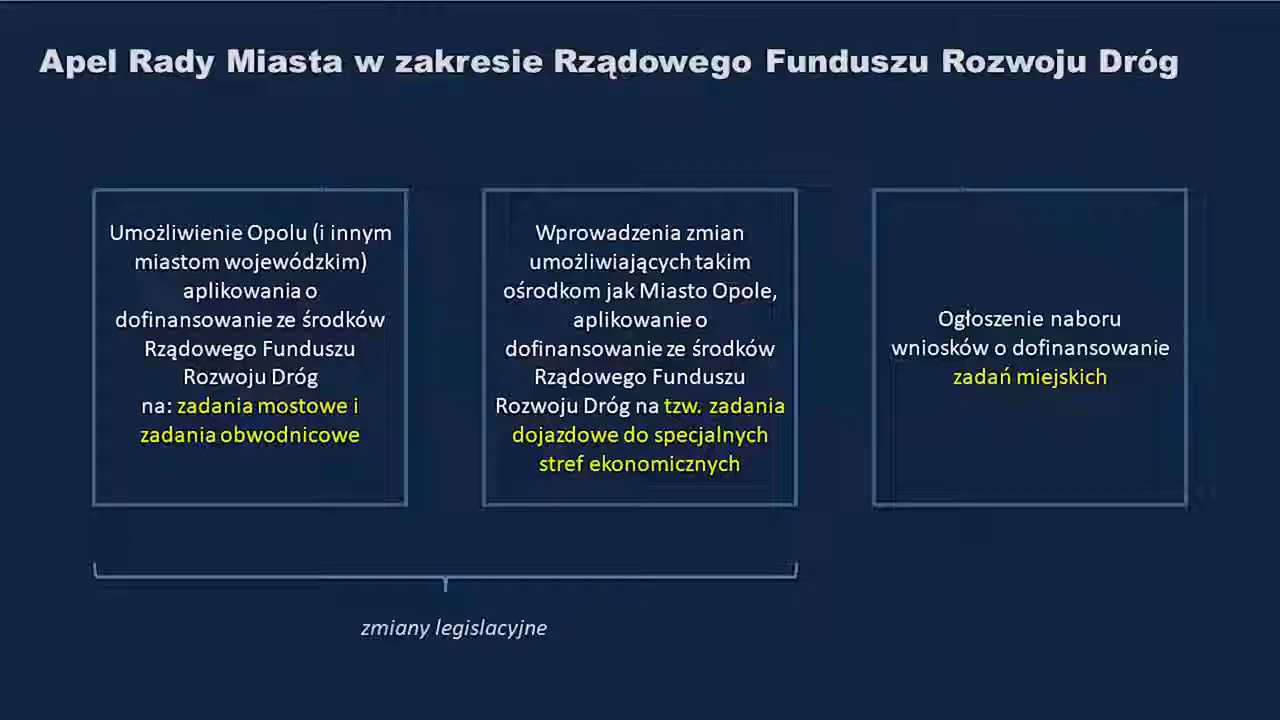 Apel Rady Miasta w zakresie Rządowego Funduszu Rozwoju Dróg
Umożliwienie Opolu (i innym
miastom wojewódzkim)
aplikowania o
dofinansowanie ze środków
Rządowego Funduszu
Rozwoju Dróg
na: zadania mostowe i
zadania obwodnicowe
Wprowadzenia zmian
umożliwiających takim
ośrodkom jak Miasto Opole,
aplikowanie o
dofinansowanie ze środków
Rządowego Funduszu
Rozwoju Dróg na tzw. zadania
dojazdowe do specjalnych
stref ekonomicznych
Ogłoszenie naboru
wniosków o dofinansowanie
zadań miejskich
zmiany legislacyjne